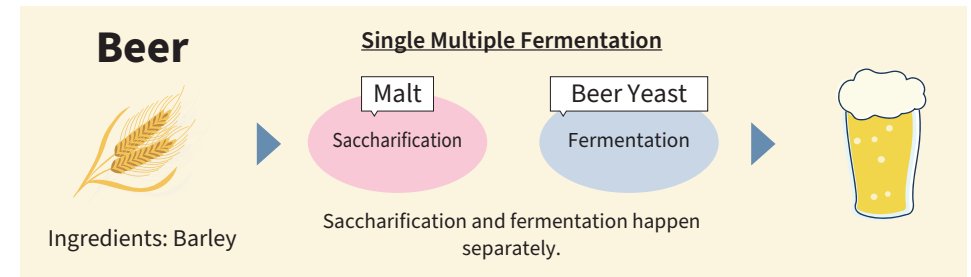 Beer
Single Multiple Fermentation
Malt
Saccharification
Beer Yeast
Fermentation
Saccharification and fermentation happen
separately.
Ingredients: Barley